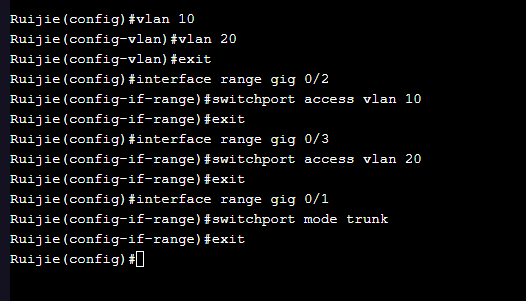 Ruijie(config)#vlan 10
Ruijie(config-vlan)#vlan 20
Ruijie(config-vlan)#exit
Ruijie(config)#interface range gig 0/2
Ruijie(config-if-range)#switchport access vlan 10
Ruijie(config-if-range)#exit
Ruijie(config)#interface range gig 0/3
Ruijie(config-if-range)#switchport access vlan 20
Ruijie(config-if-range)#exit
Ruijie(config)#interface range gig 0/1
Ruijie(config-if-range)#switchport mode trunk
Ruijie(config-if-range)#exit
Ruijie(config)#